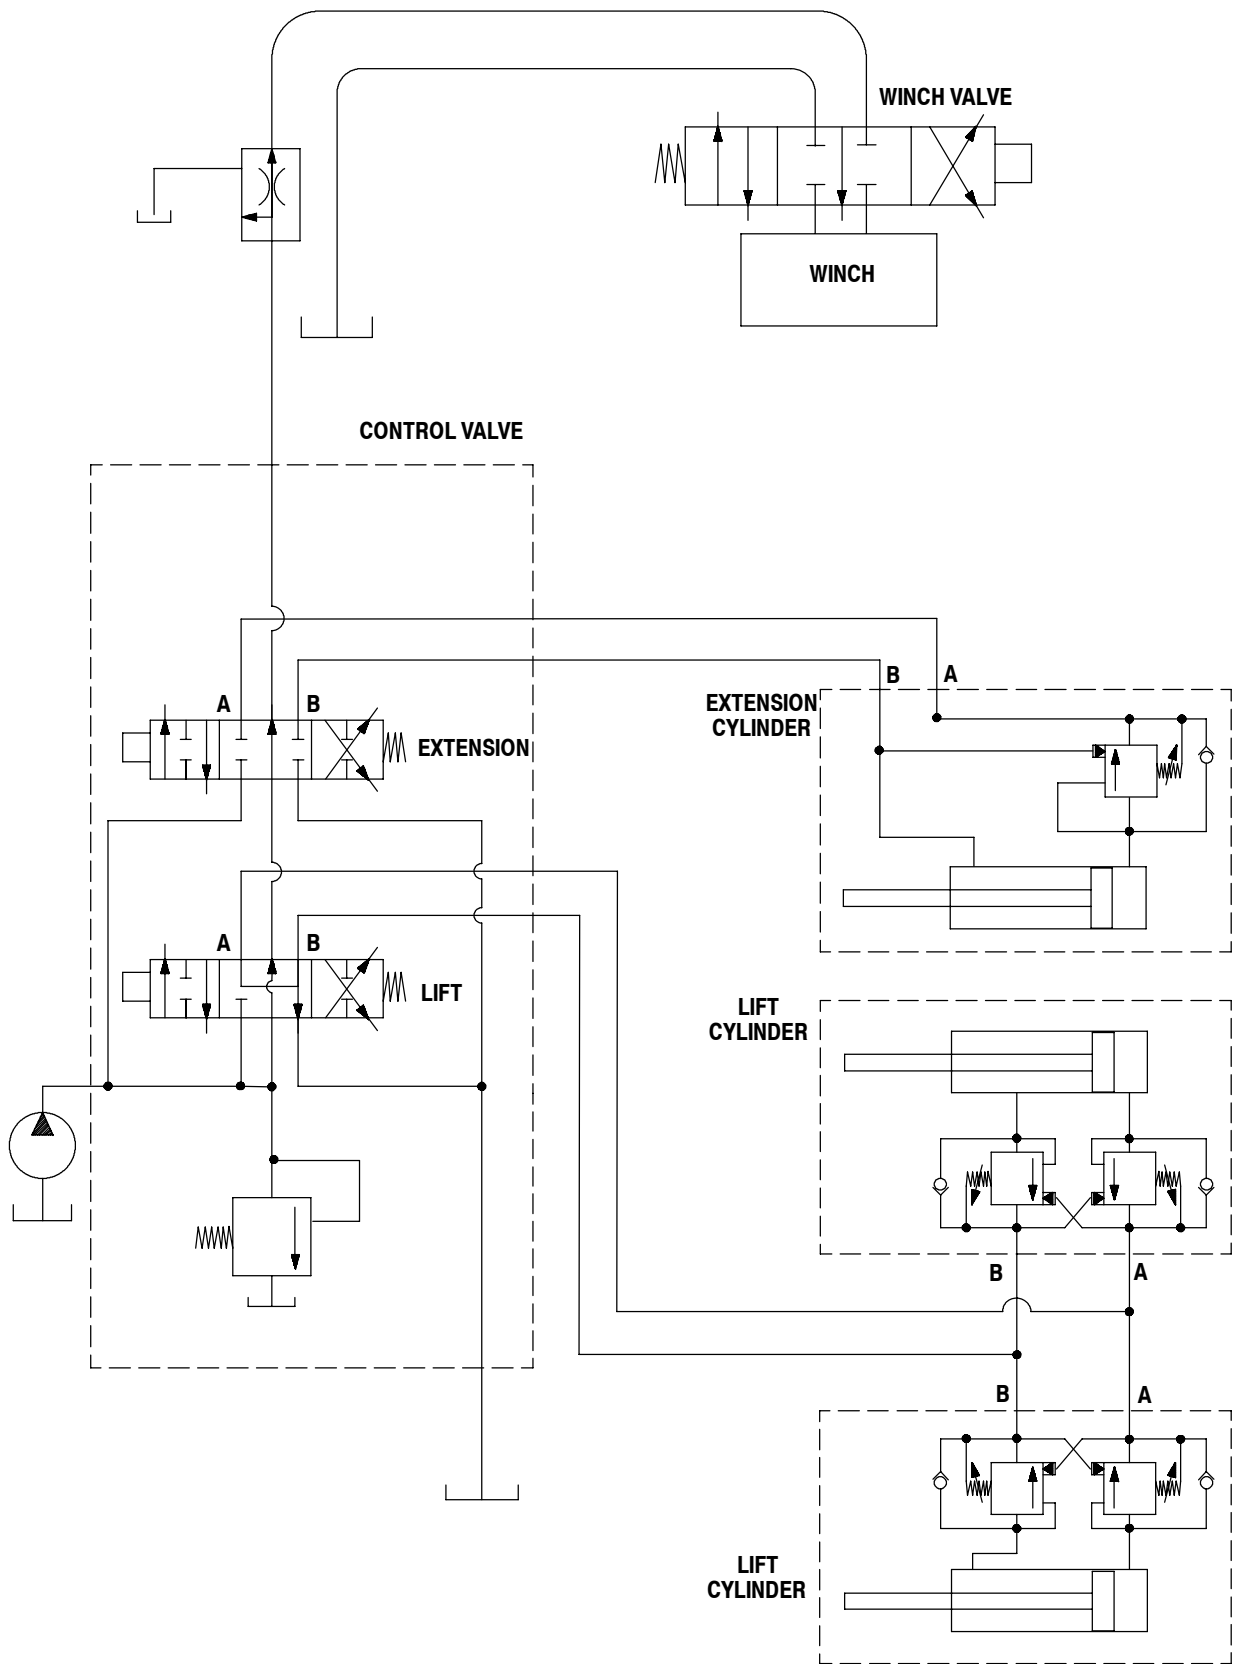 WINCH VALVE
WINCH
CONTROL VALVE
B A
EXTENSION
CYLINDER
A B
EXTENSION
A B
LIFT
LIFT
CYLINDER
B A
B A
LIFT
CYLINDER